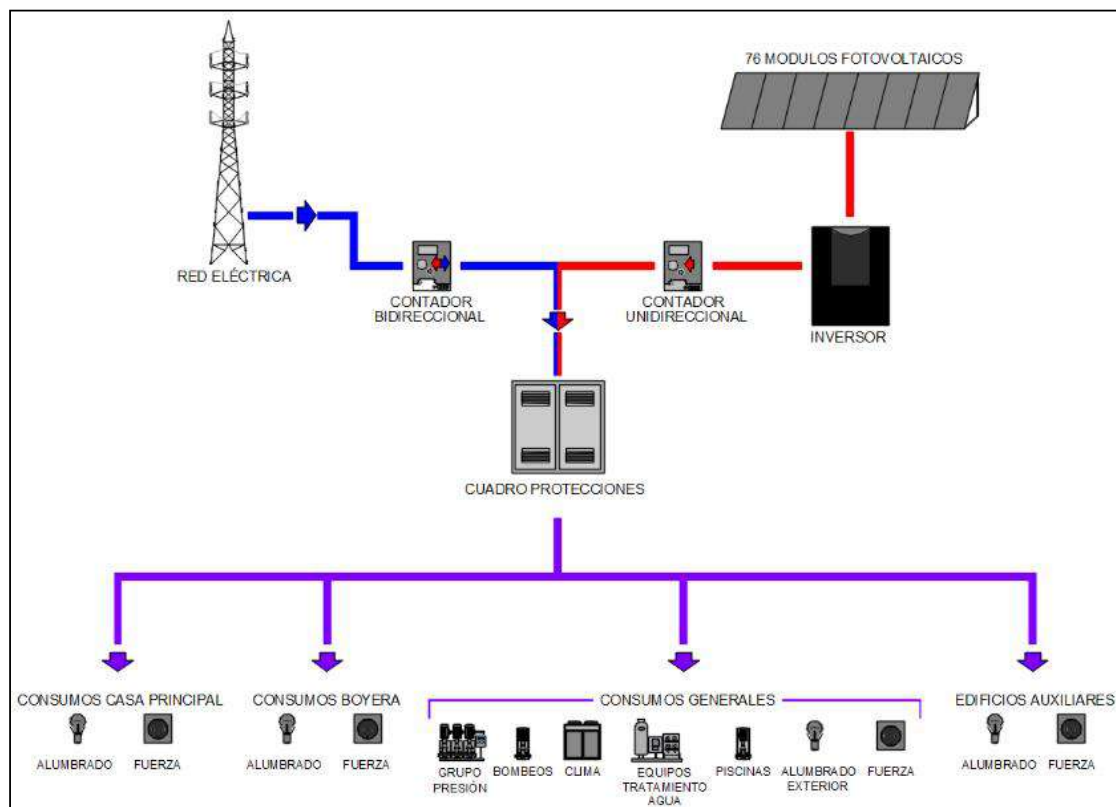 76 MODULOS FOTOVOLTAICOS
RED ELÉCTRICA
CONTADOR
BIDIRECCIONAL
CONTADOR
UNIDIRECCIONAL
INVERSOR
CUADRO PROTECCIONES
CONSUMOS CASA PRINCIPAL
ALUMBRADO
FUERZA
CONSUMOS BOYERA
ALUMBRADO
FUERZA
CONSUMOS GENERALES
GRUPO
PRESIÓN
BOMBEOS
CLIMA
EQUIPOS
TRATAMIENTO
AGUA
PISCINAS
ALUMBRADO
EXTERIOR
FUERZA
EDIFICIOS AUXILIARES
ALUMBRADO
FUERZA